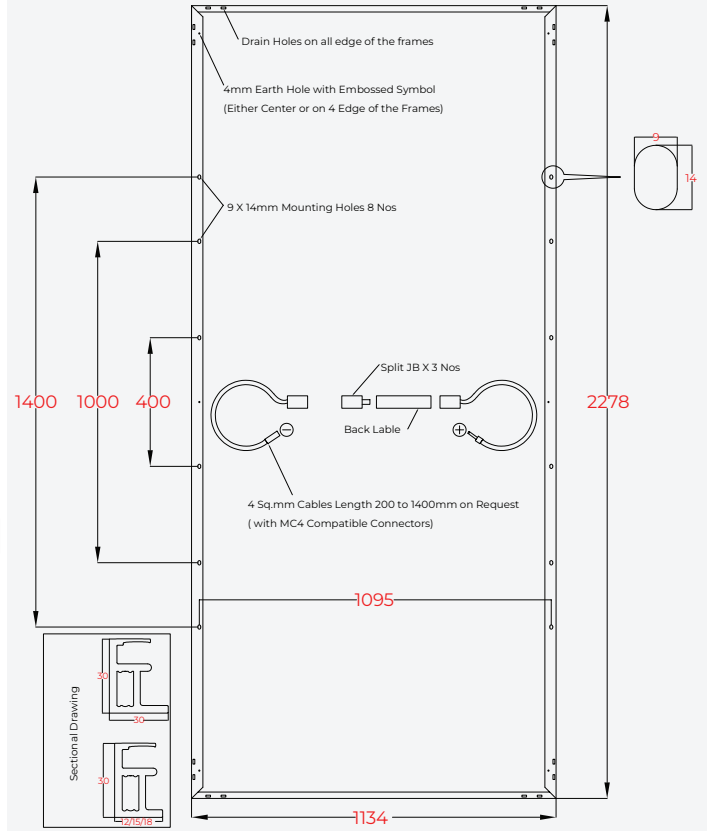 Drain Holes on all edge of the frames
4mm Earth Hole with Embossed Symbol
(Either Center or on 4 Edge of the Frames)
9
14
9 X 14mm Mounting Holes 8 Nos
Split JB X 3 Nos
1400
1000
400
2278
Back Lable
4 Sq.mm Cables Length 200 to 1400mm on Request
( with MC4 Compatible Connectors)
1095
Sectional Drawing
30
30
30
12/15/18
1134